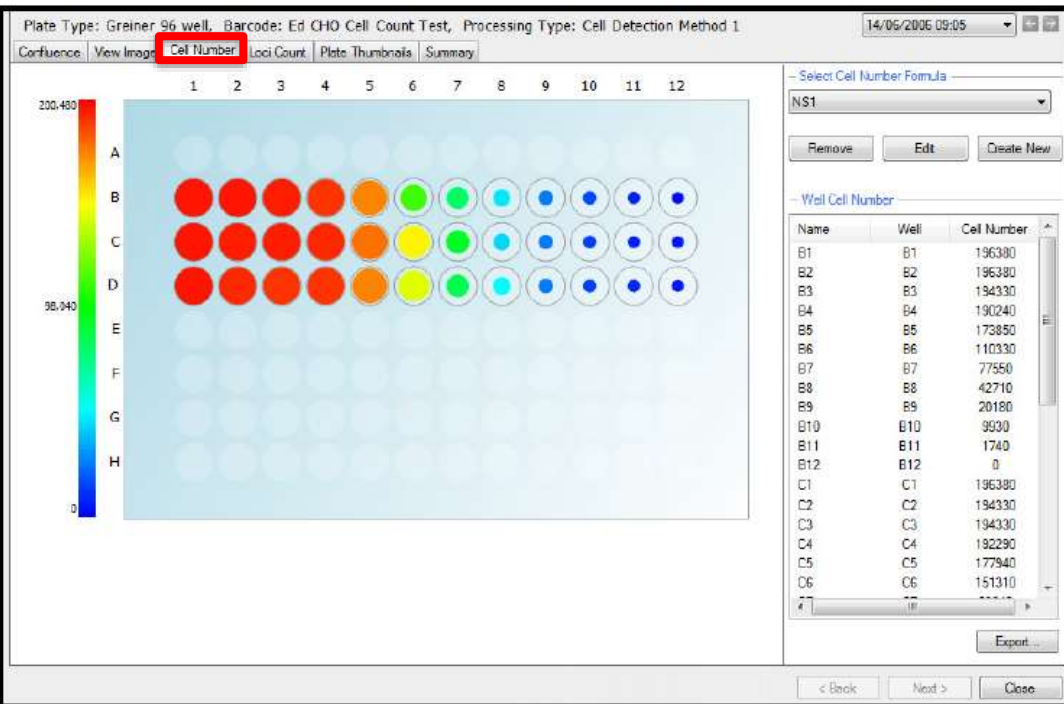 Plate Type: Greiner 96 well, Barcode: Ed CHO Cell Count Test, Processing Type: Cell Detection Method 1
14/06/2006 09:05
Confluence View Image Cell Number Loci Count Plate Thumbnails Summary
1 2 3 4 5 6 7 8 9 10 11 12
200,480
98,040
0
A
B
C
D
E
F
G
H
Select Cell Number Formula
NS1
Remove Edit Create New
Well Cell Number
Name Well Cell Number
B1 B1 196380
B2 B2 196380
B3 B3 194330
B4 B4 190240
B5 B5 173850
B6 B6 110330
B7 B7 77550
B8 B8 42710
B9 B9 20180
B10 B10 9930
B11 B11 1740
B12 B12 0
C1 C1 196380
C2 C2 194330
C3 C3 194330
C4 C4 192290
C5 C5 177940
C6 C6 151310
Export ...
< Back Next > Close